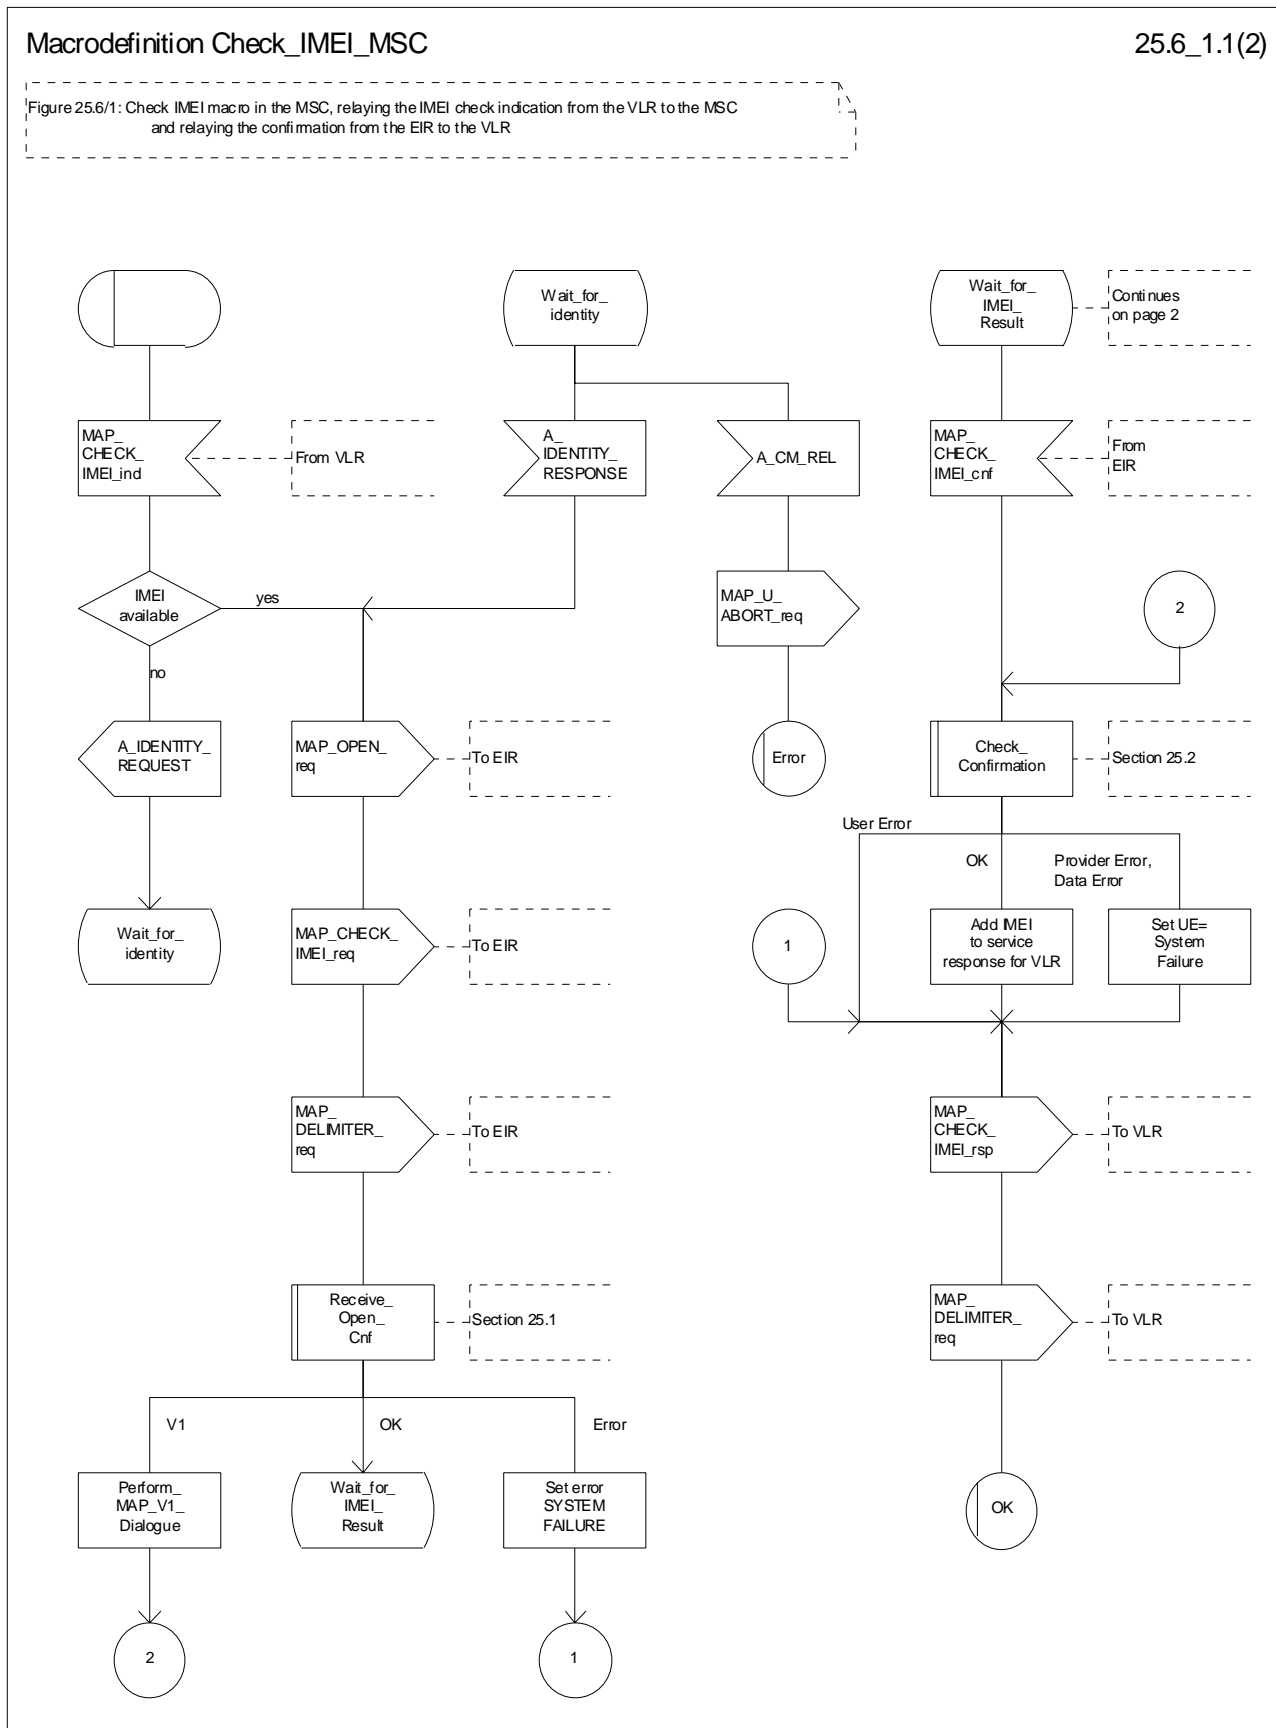 Macrodefinition Check_IMEI_MSC
25.6_1.1(2)
Figure 25.6/1: Check IMEI macro in the MSC, relaying the IMEI check indication from the VLR to the MSC
and relaying the confirmation from the EIR to the VLR
Wait_for_
identity
Wait_for_
IMEI_
Result
Continues
on page 2
MAP_
CHECK_
IMEI_ind
From VLR
A_
IDENTITY_
RESPONSE
A_CM_REL
MAP_
CHECK_
IMEI_cnf
From
EIR
IMEI
available
yes
no
MAP_U_
ABORT_req
2
A_IDENTITY_
REQUEST
MAP_OPEN_
req
To EIR
Error
Check_
Confirmation
Section 25.2
User Error
OK
Provider Error,
Data Error
Wait_for_
identity
MAP_CHECK_
IMEI_req
To EIR
1
Add IMEI
to service
response for VLR
Set UE=
System
Failure
MAP_
DELIMITER_
req
To EIR
MAP_
CHECK_
IMEI_rsp
To VLR
Receive_
Open_
Cnf
Section 25.1
MAP_
DELIMITER_
req
To VLR
V1
OK
Error
Perform_
MAP_V1_
Dialogue
Wait_for_
IMEI_
Result
Set error
SYSTEM
FAILURE
OK
2
1